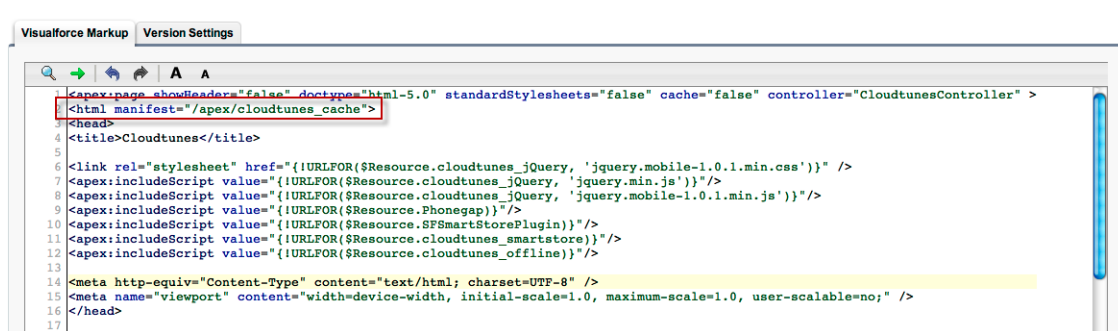 Visualforce Markup Version Settings
A A
1 <apex:page showHeader="false" doctype="html-5.0" standardStylesheets="false" cache="false" controller="CloudtunesController" >
2 <html manifest="/apex/cloudtunes_cache">
3 <head>
4 <title>Cloudtunes</title>
5
6 <link rel="stylesheet" href="{!URLFOR($Resource.cloudtunes_jQuery, 'jquery.mobile-1.0.1.min.css')}" />
7 <apex:includeScript value="{!URLFOR($Resource.cloudtunes_jQuery, 'jquery.min.js')}"/>
8 <apex:includeScript value="{!URLFOR($Resource.cloudtunes_jQuery, 'jquery.mobile-1.0.1.min.js')}"/>
9 <apex:includeScript value="{!URLFOR($Resource.Phonegap)}"/>
10 <apex:includeScript value="{!URLFOR($Resource.SFSmartStorePlugin)}"/>
11 <apex:includeScript value="{!URLFOR($Resource.cloudtunes_smartstore)}"/>
12 <apex:includeScript value="{!URLFOR($Resource.cloudtunes_offline)}"/>
13
14 <meta http-equiv="Content-Type" content="text/html; charset=UTF-8" />
15 <meta name="viewport" content="width=device-width, initial-scale=1.0, maximum-scale=1.0, user-scalable=no;" />
16 </head>
17